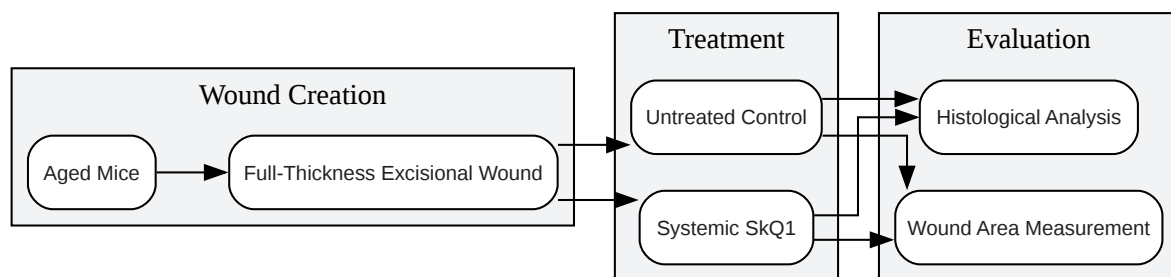 Wound Creation
Aged Mice
Full-Thickness Excisional Wound
Treatment
Untreated Control
Systemic SkQ1
Evaluation
Histological Analysis
Wound Area Measurement